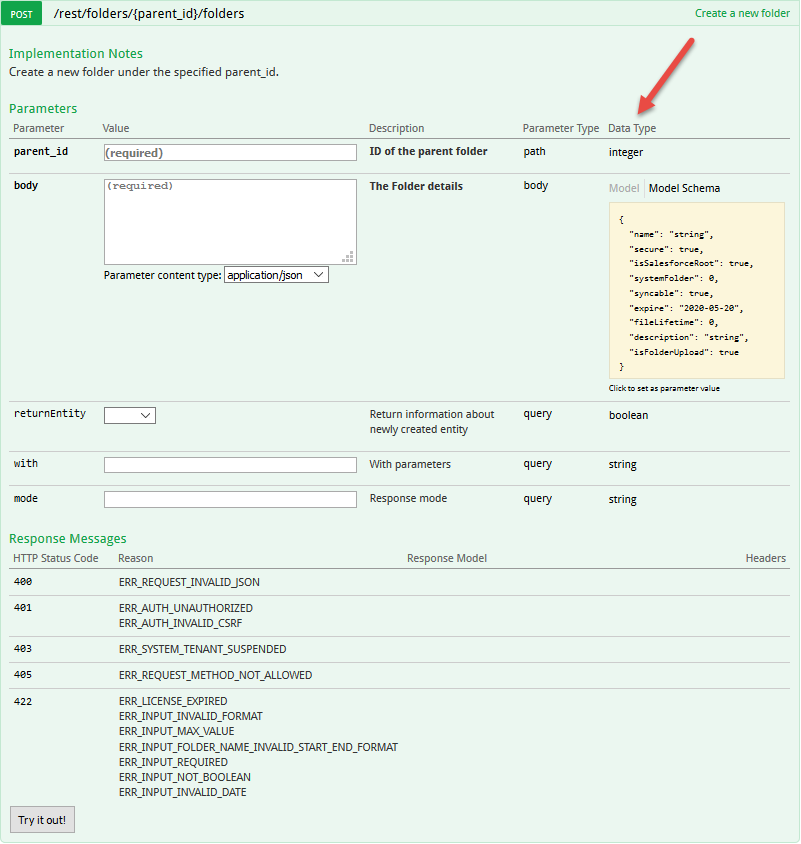 POST /rest/folders/{parent_id}/folders Create a new folder
Implementation Notes
Create a new folder under the specified parent_id.
Parameters
Parameter Value Description Parameter Type Data Type
parent_id (required) ID of the parent folder path integer
body (required) The Folder details body Model Model Schema
{
"name": "string",
"secure": true,
"isSalesforceRoot": true,
"systemFolder": 0,
"syncable": true,
"expire": "2020-05-20",
"fileLifetime": 0,
"description": "string",
"isFolderUpload": true
}
Parameter content type: application/json
Click to set as parameter value
returnEntity Return information about newly created entity query boolean
with With parameters query string
mode Response mode query string
Response Messages
HTTP Status Code Reason Response Model Headers
400 ERR_REQUEST_INVALID_JSON
401 ERR_AUTH_UNAUTHORIZED
ERR_AUTH_INVALID_CSRF
403 ERR_SYSTEM_TENANT_SUSPENDED
405 ERR_REQUEST_METHOD_NOT_ALLOWED
422 ERR_LICENSE_EXPIRED
ERR_INPUT_INVALID_FORMAT
ERR_INPUT_MAX_VALUE
ERR_INPUT_FOLDER_NAME_INVALID_START_END_FORMAT
ERR_INPUT_REQUIRED
ERR_INPUT_NOT_BOOLEAN
ERR_INPUT_INVALID_DATE
Try it out!